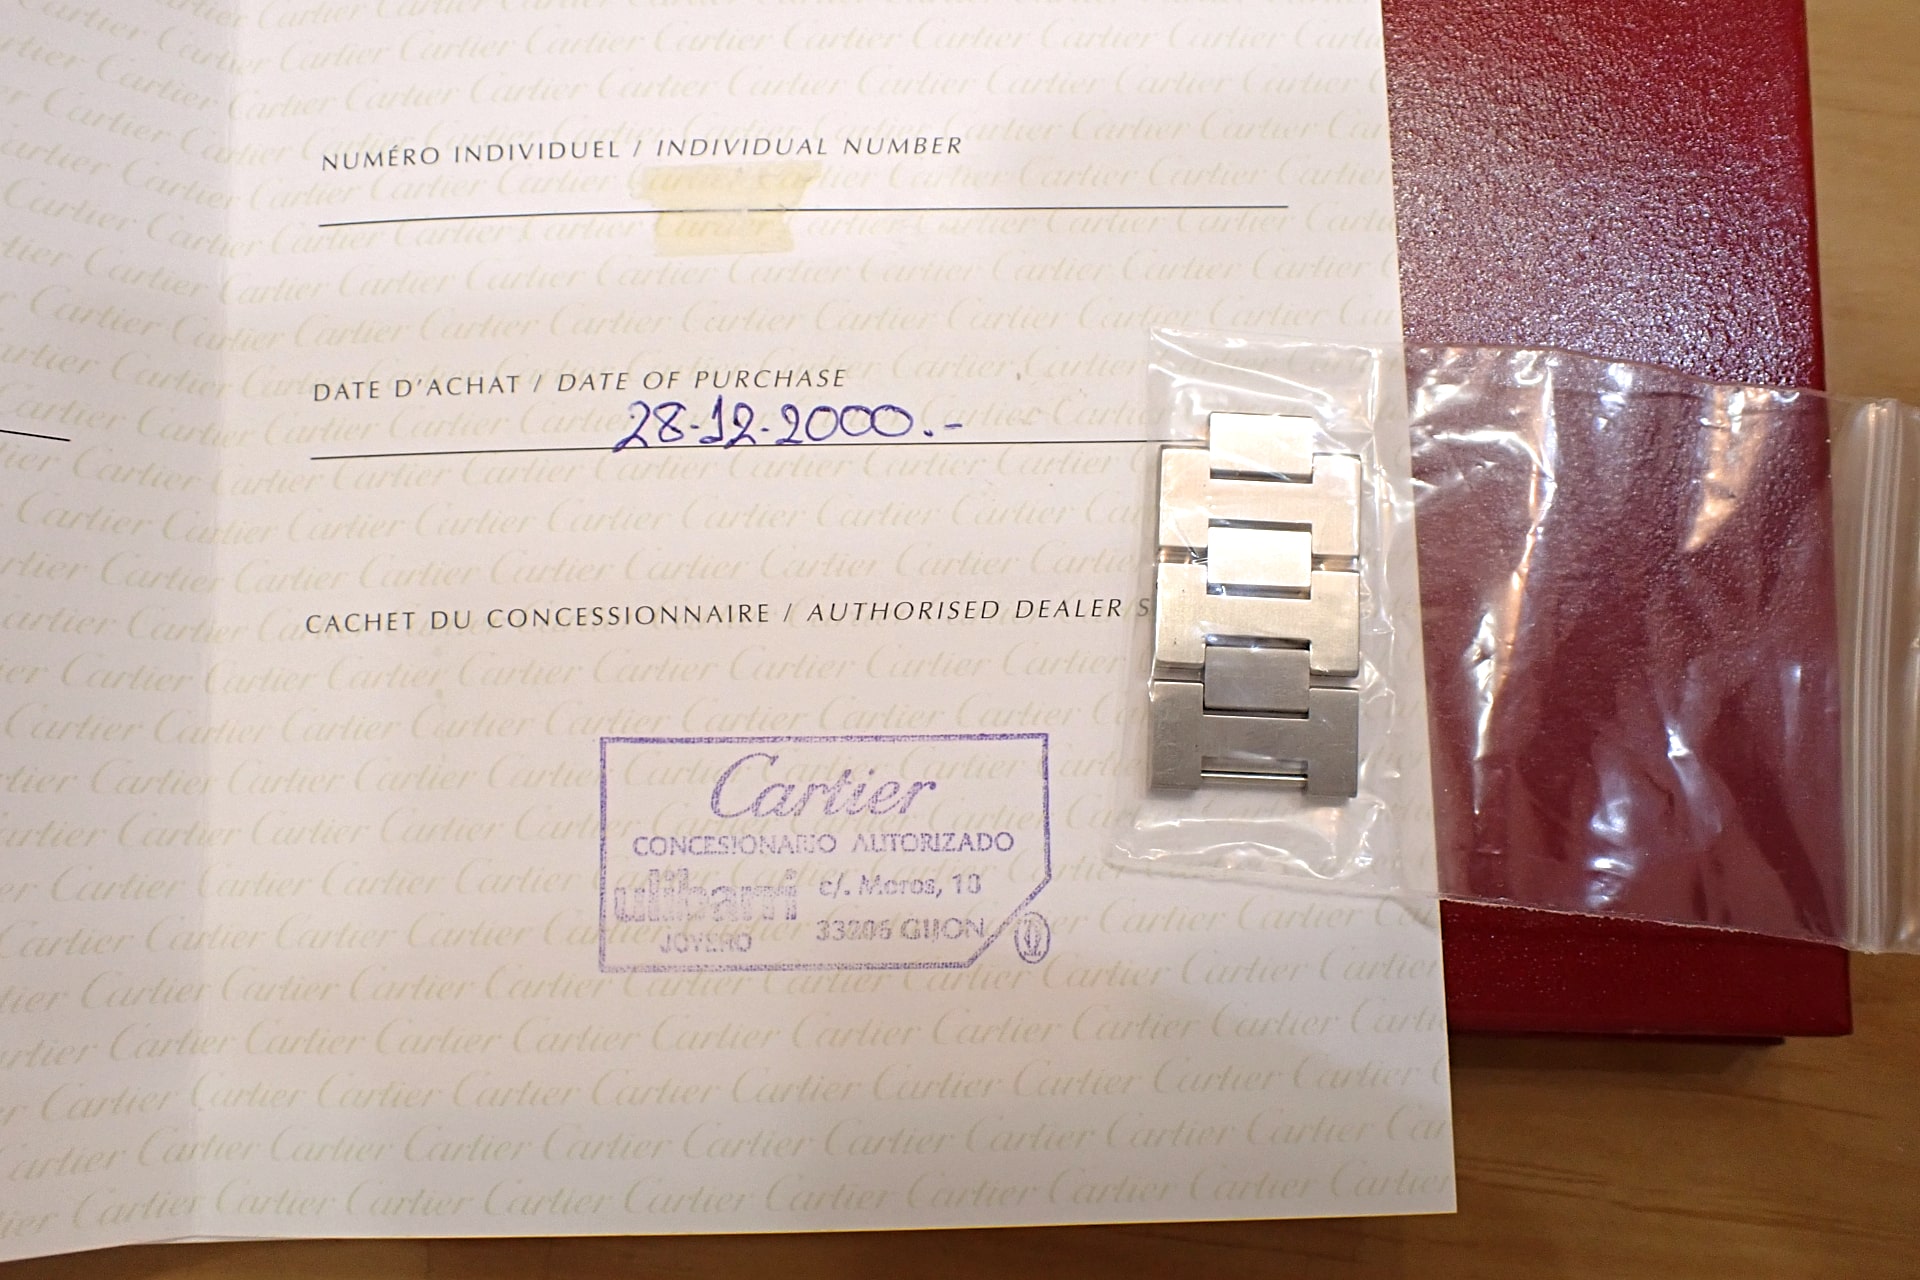 NUMÉRO INDIVIDUEL / INDIVIDUAL NUMBER
DATE D'ACHAT / DATE OF PURCHASE
28-12-2000.-
CACHET DU CONCESSIONNAIRE / AUTHORISED DEALER S
Cartier
CONCESIONARIO AUTORIZADO
c/. Moros, 10
JOYERO
33206 GIJON